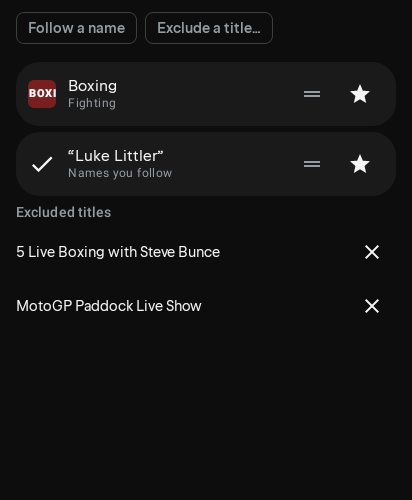 Follow a name
Exclude a title…
BOXI
Boxing
Fighting
“Luke Littler”
Names you follow
Excluded titles
5 Live Boxing with Steve Bunce
MotoGP Paddock Live Show